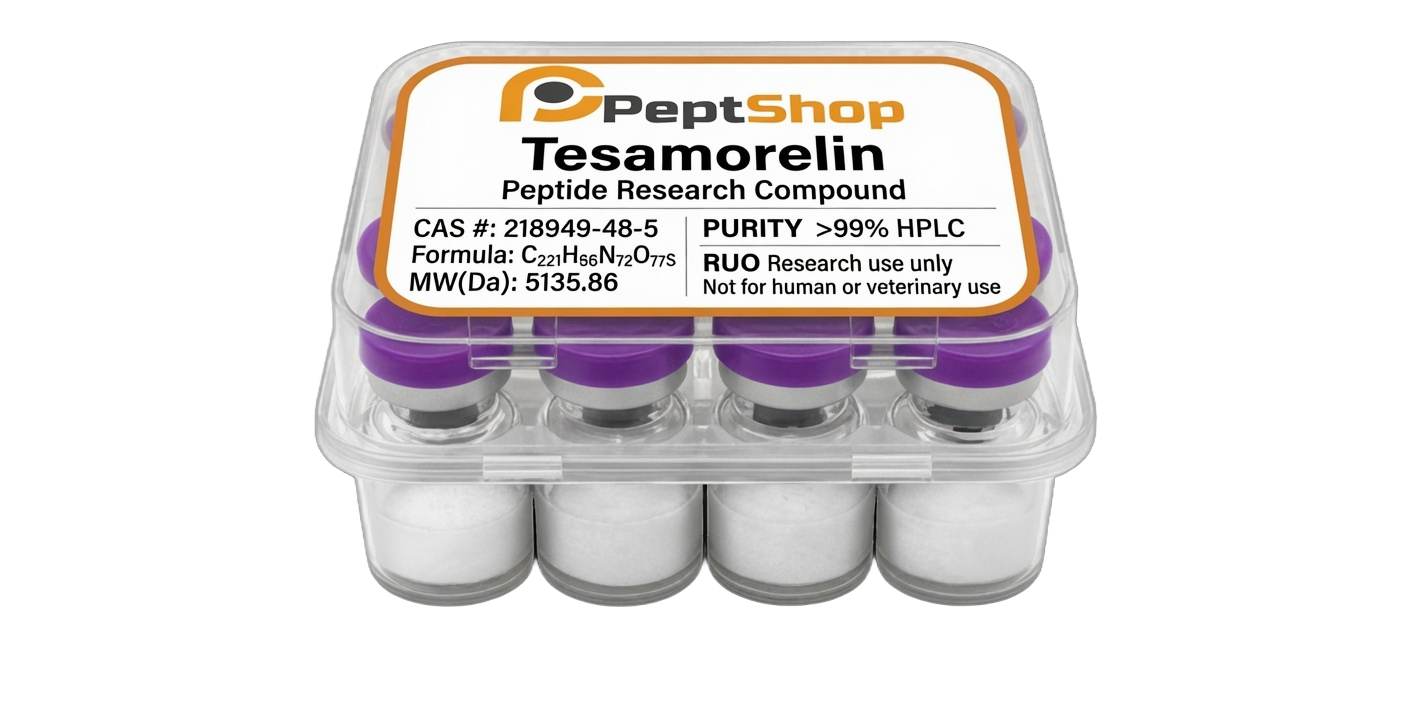 PeptShop
Tesamorelin
Peptide Research Compound
CAS #: 218949-48-5
Formula: C₂₂₁H₆₆N₇₂O₇₇S
MW(Da): 5135.86
PURITY >99% HPLC
RUO Research use unly
Not for human or veterinary use